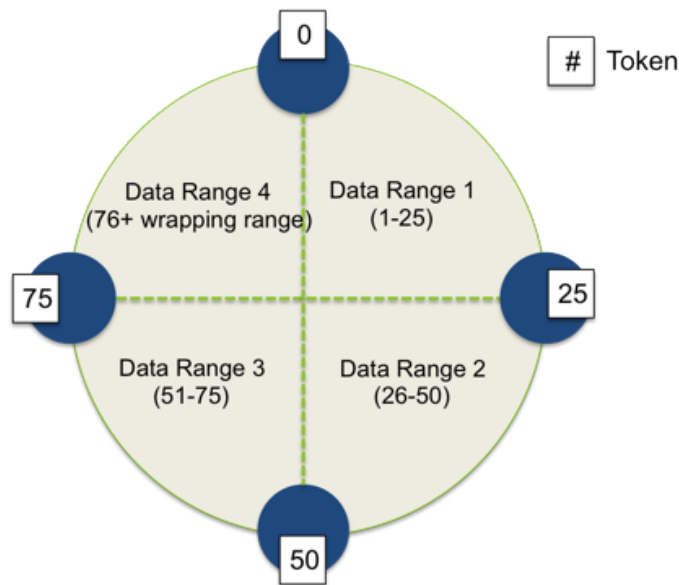 0
# Token
Data Range 4
(76+ wrapping range)
Data Range 1
(1-25)
75
25
Data Range 3
(51-75)
Data Range 2
(26-50)
50